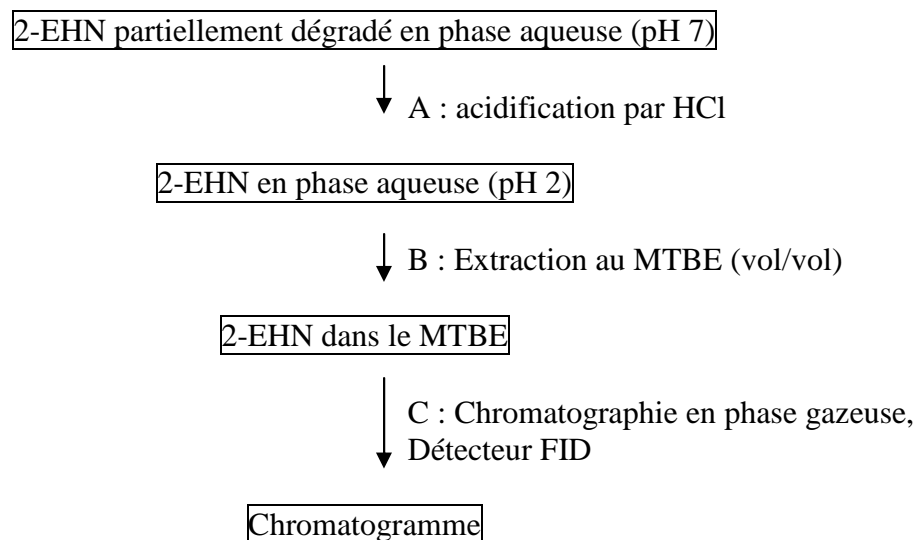 2-EHN partiellement dégradé en phase aqueuse (pH 7)
A : acidification par HCl
2-EHN en phase aqueuse (pH 2)
B : Extraction au MTBE (vol/vol)
2-EHN dans le MTBE
C : Chromatographie en phase gazeuse,
Détecteur FID
Chromatogramme